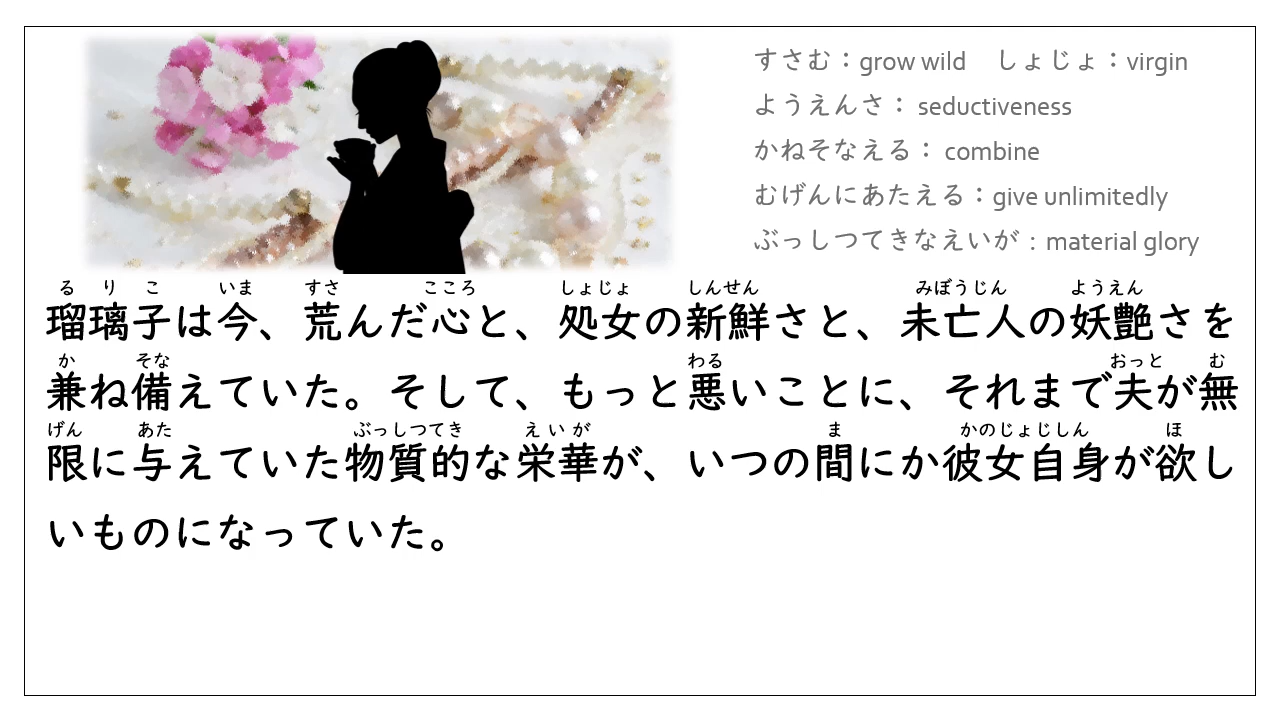 すさむ：grow wild　しょじょ：virgin
ようえんさ： seductiveness
かねそなえる： combine
むげんにあたえる：give unlimitedly
ぶっしつてきなえいが：material glory
るりこ いま すさ こころ しょじょ しんせん みぼうじん ようえん
瑠璃子は今、荒んだ心と、処女の新鮮さと、未亡人の妖艶さを
か そな わる おっと む
兼ね備えていた。そして、もっと悪いことに、それまで夫が無
げん あた ぶっしつてき えいが ま かのじょじしん ほ
限に与えていた物質的な栄華が、いつの間にか彼女自身が欲し
いものになっていた。